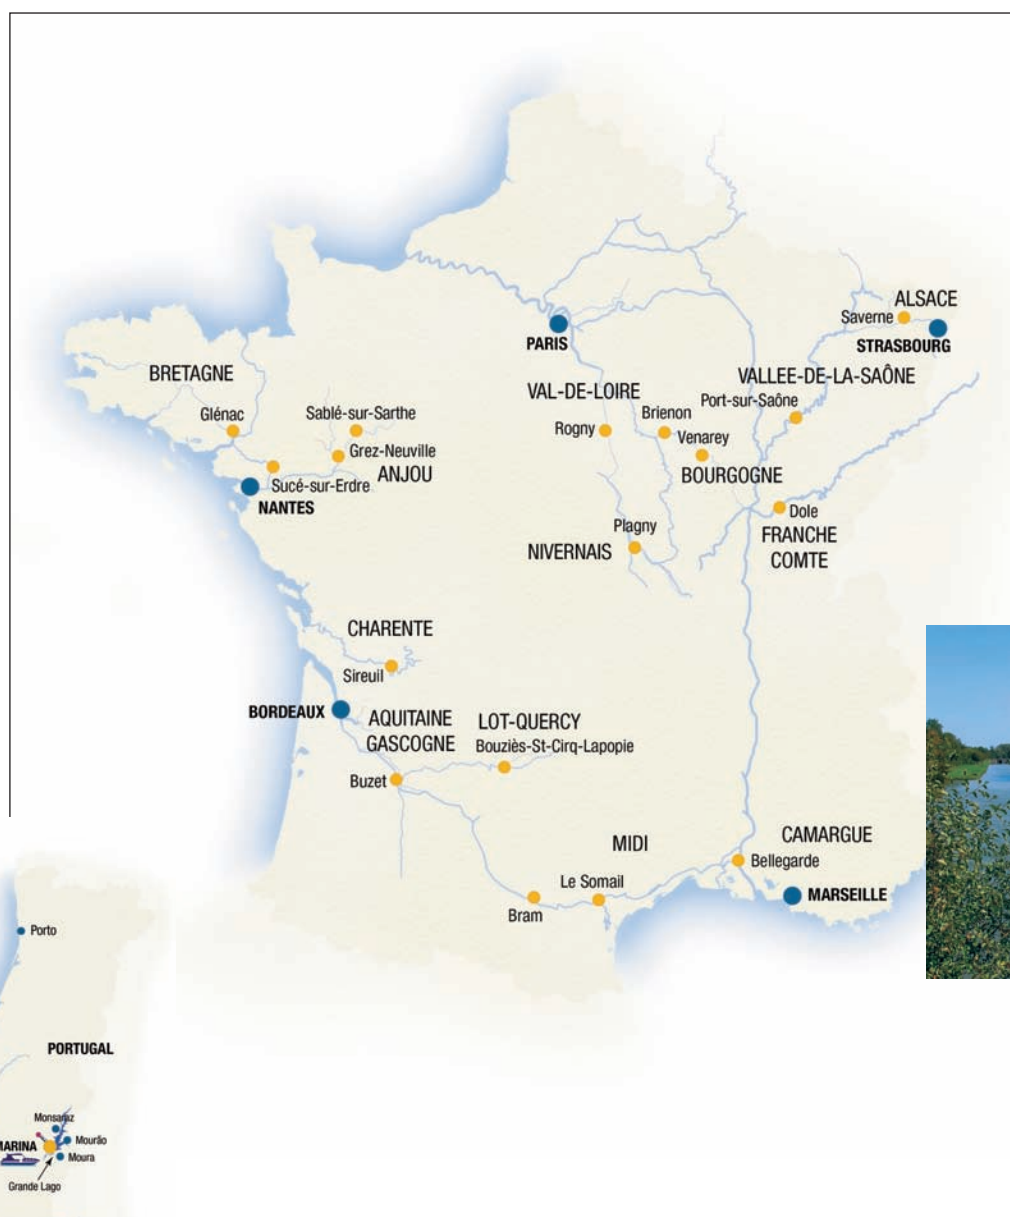 ALSACE
Saverne
STRASBOURG
PARIS
BRETAGNE
VALLEE-DE-LA-SAÔNE
VAL-DE-LOIRE
Port-sur-Saône
Glénac
Sablé-sur-Sarthe
Brienon
Rogny
Venarey
Grez-Neuville
ANJOU
BOURGOGNE
Sucé-sur-Erdre
NANTES
Dole
Plagny
FRANCHE
COMTE
NIVERNAIS
CHARENTE
Sireuil
BORDEAUX
AQUITAINE
GASCOGNE
LOT-QUERCY
Bouziès-St-Cirq-Lapopie
Buzet
MIDI
CAMARGUE
Bellegarde
Le Somail
MARSEILLE
Bram
Porto
PORTUGAL
Monsaraz
Mourão
MARINA
Moura
Grande Lago